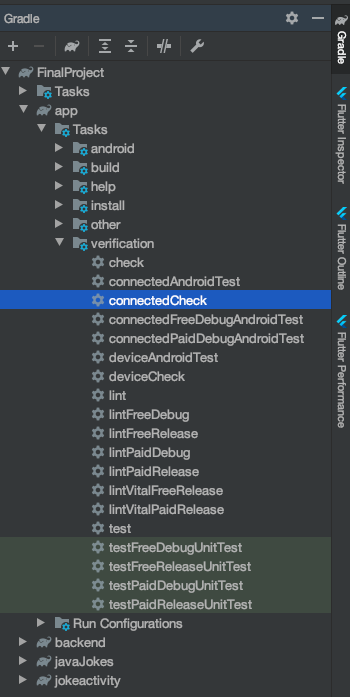 Gradle
FinalProject
Tasks
app
Tasks
android
build
help
install
other
verification
check
connectedAndroidTest
connectedCheck
connectedFreeDebugAndroidTest
connectedPaidDebugAndroidTest
deviceAndroidTest
deviceCheck
lint
lintFreeDebug
lintFreeRelease
lintPaidDebug
lintPaidRelease
lintVitalFreeRelease
lintVitalPaidRelease
test
testFreeDebugUnitTest
testFreeReleaseUnitTest
testPaidDebugUnitTest
testPaidReleaseUnitTest
Run Configurations
backend
javaJokes
jokeactivity
Gradle
Flutter Inspector
Flutter Outline
Flutter Performance